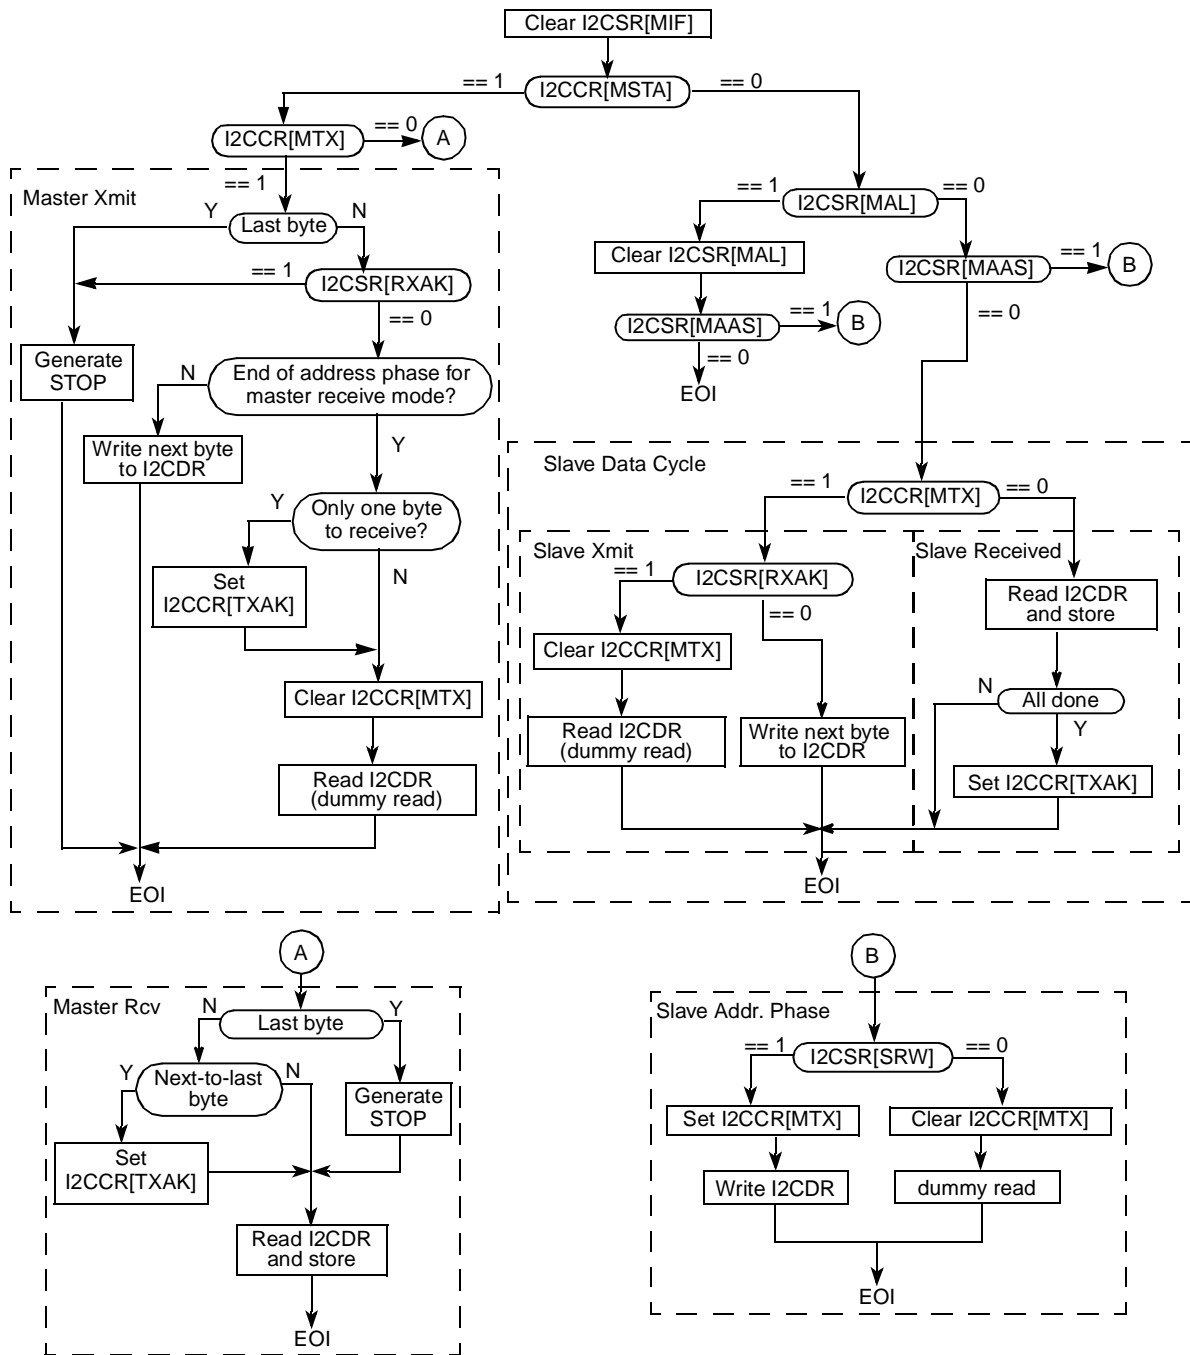 Clear I2CSR[MIF]
== 1
I2CCR[MSTA]
== 0
I2CCR[MTX]
== 0
A
== 1
Master Xmit
Y
Last byte
N
== 1
I2CSR[RXAK]
== 0
Generate
STOP
N
End of address phase for
master receive mode?
Y
Write next byte
to I2CDR
Y
Only one byte
to receive?
N
Set
I2CCR[TXAK]
Clear I2CCR[MTX]
Read I2CDR
(dummy read)
EOI
== 1
I2CSR[MAL]
== 0
Clear I2CSR[MAL]
I2CSR[MAAS]
== 1
B
== 0
EOI
I2CSR[MAAS]
== 1
B
== 0
Slave Data Cycle
== 1
I2CCR[MTX]
== 0
Slave Xmit
== 1
I2CSR[RXAK]
== 0
Clear I2CCR[MTX]
Read I2CDR
(dummy read)
Write next byte
to I2CDR
Slave Received
Read I2CDR
and store
N
All done
Y
Set I2CCR[TXAK]
EOI
A
Master Rcv
N
Last byte
Y
Y
Next-to-last
byte
N
Generate
STOP
Set
I2CCR[TXAK]
Read I2CDR
and store
EOI
B
Slave Addr. Phase
== 1
I2CSR[SRW]
== 0
Set I2CCR[MTX]
Clear I2CCR[MTX]
Write I2CDR
dummy read
EOI